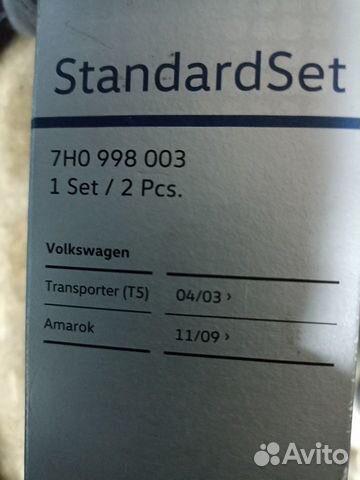 StandardSet
7H0 998 003
1 Set / 2 Pcs.
Volkswagen
Transporter (T5) 04/03 ›
Amarok 11/09 ›
Avito